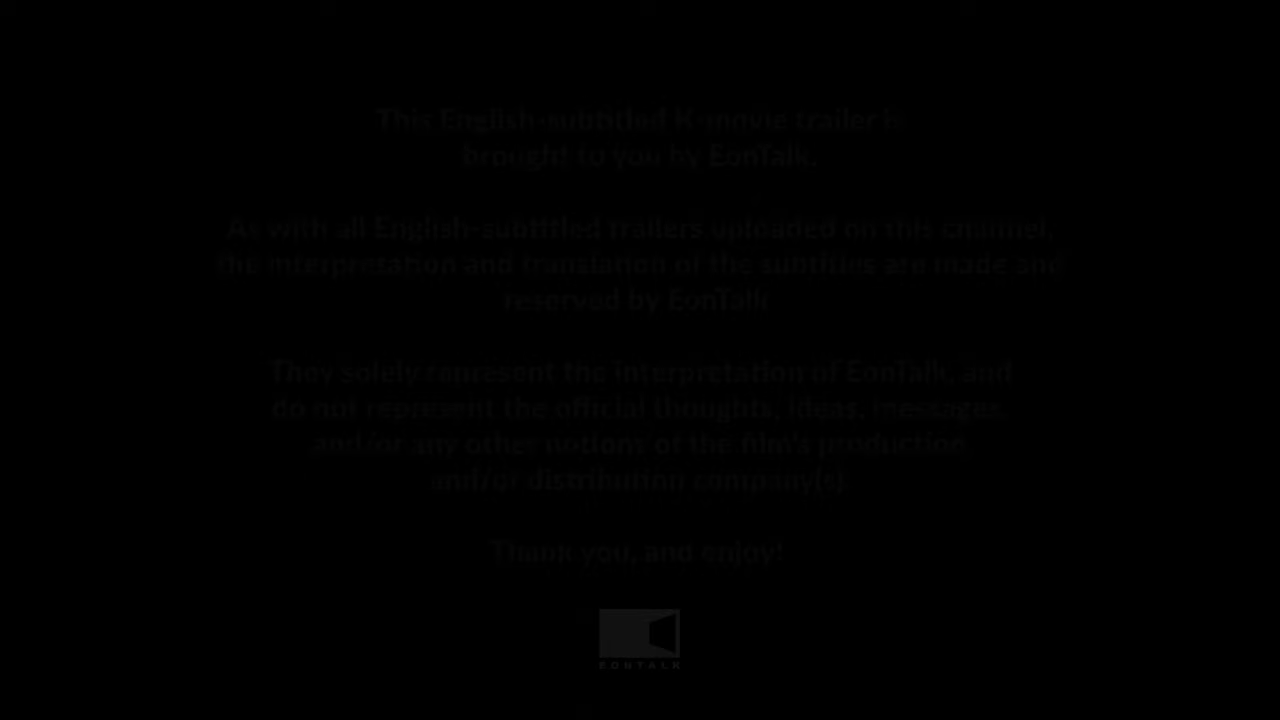 This English-subtitled K-movie trailer is
brought to you by EonTalk.
As with all English-subtitled trailers uploaded on this channel,
the interpretation and translation of the subtitles are made and
reserved by EonTalk
They solely represent the interpretation of EonTalk, and
do not represent the official thoughts, ideas, messages,
and/or any other notions of the film's production
and/or distribution company(s)
Thank you, and enjoy!
EONTALK